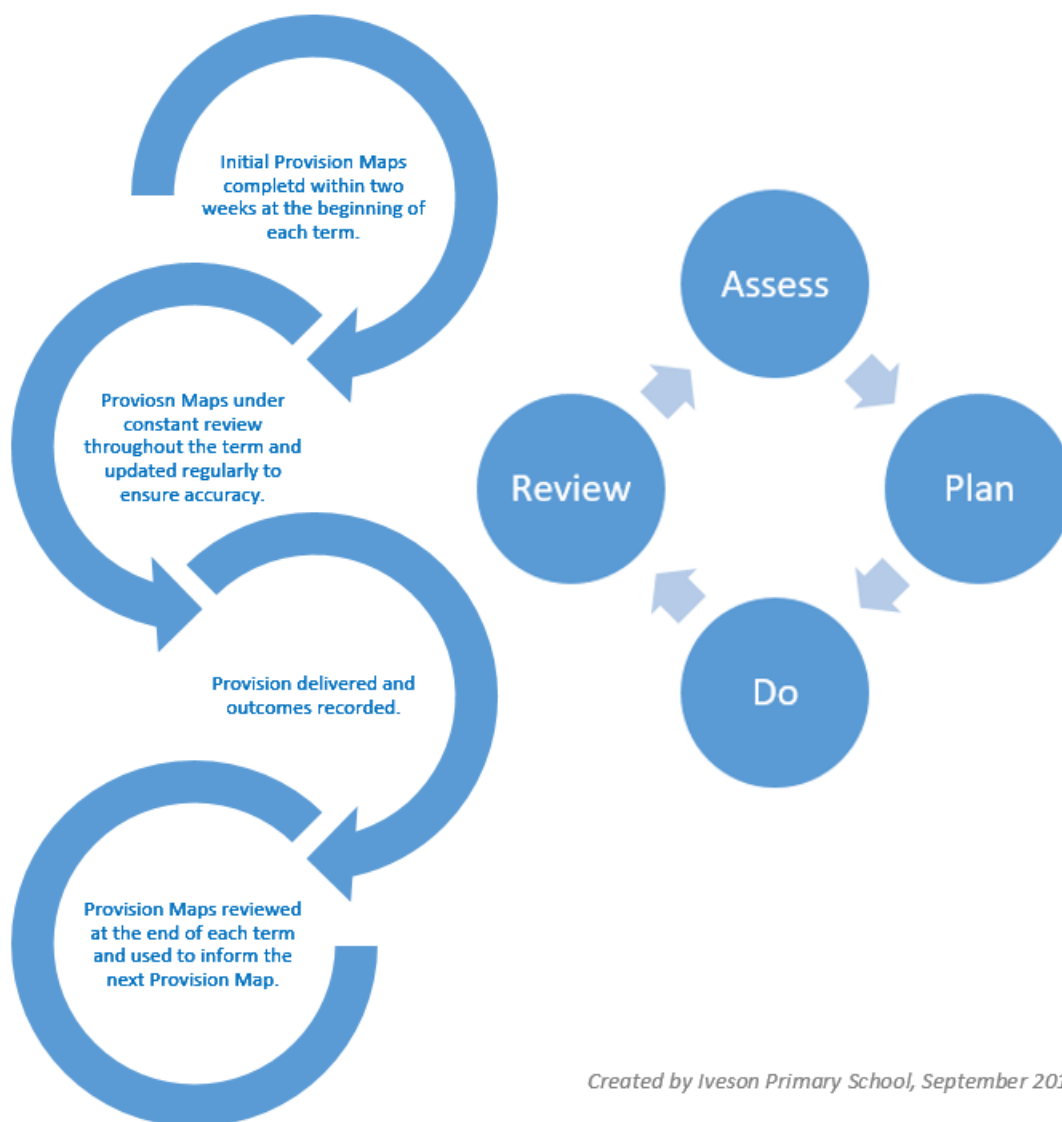 Initial Provision Maps
completd within two
weeks at the beginning of
each term.
Proviosn Maps under
constant review
throughout the term and
updated regularly to
ensure accuracy.
Provision delivered and
outcomes recorded.
Provision Maps reviewed
at the end of each term
and used to inform the
next Provision Map.
Assess
Plan
Do
Review
Created by Iveson Primary School, September